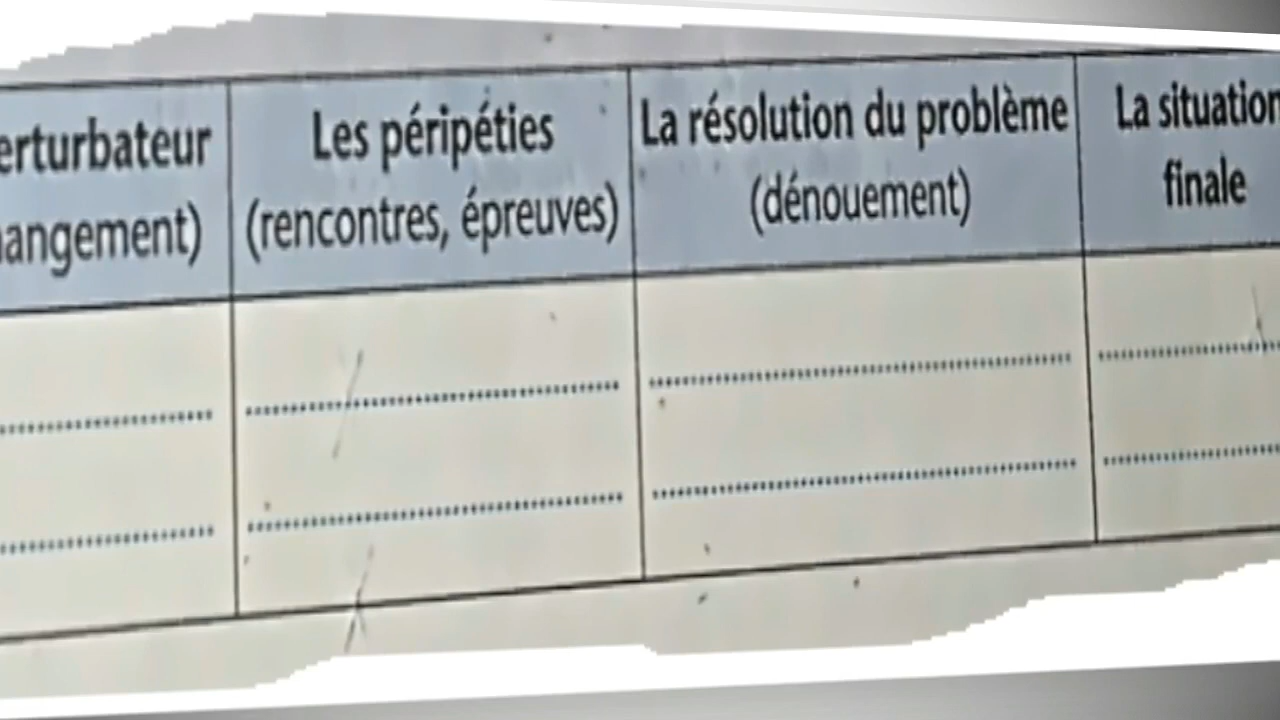 erturbateur
angement)
Les péripéties
(rencontres, épreuves)
La résolution du problème
(dénouement)
La situation
finale